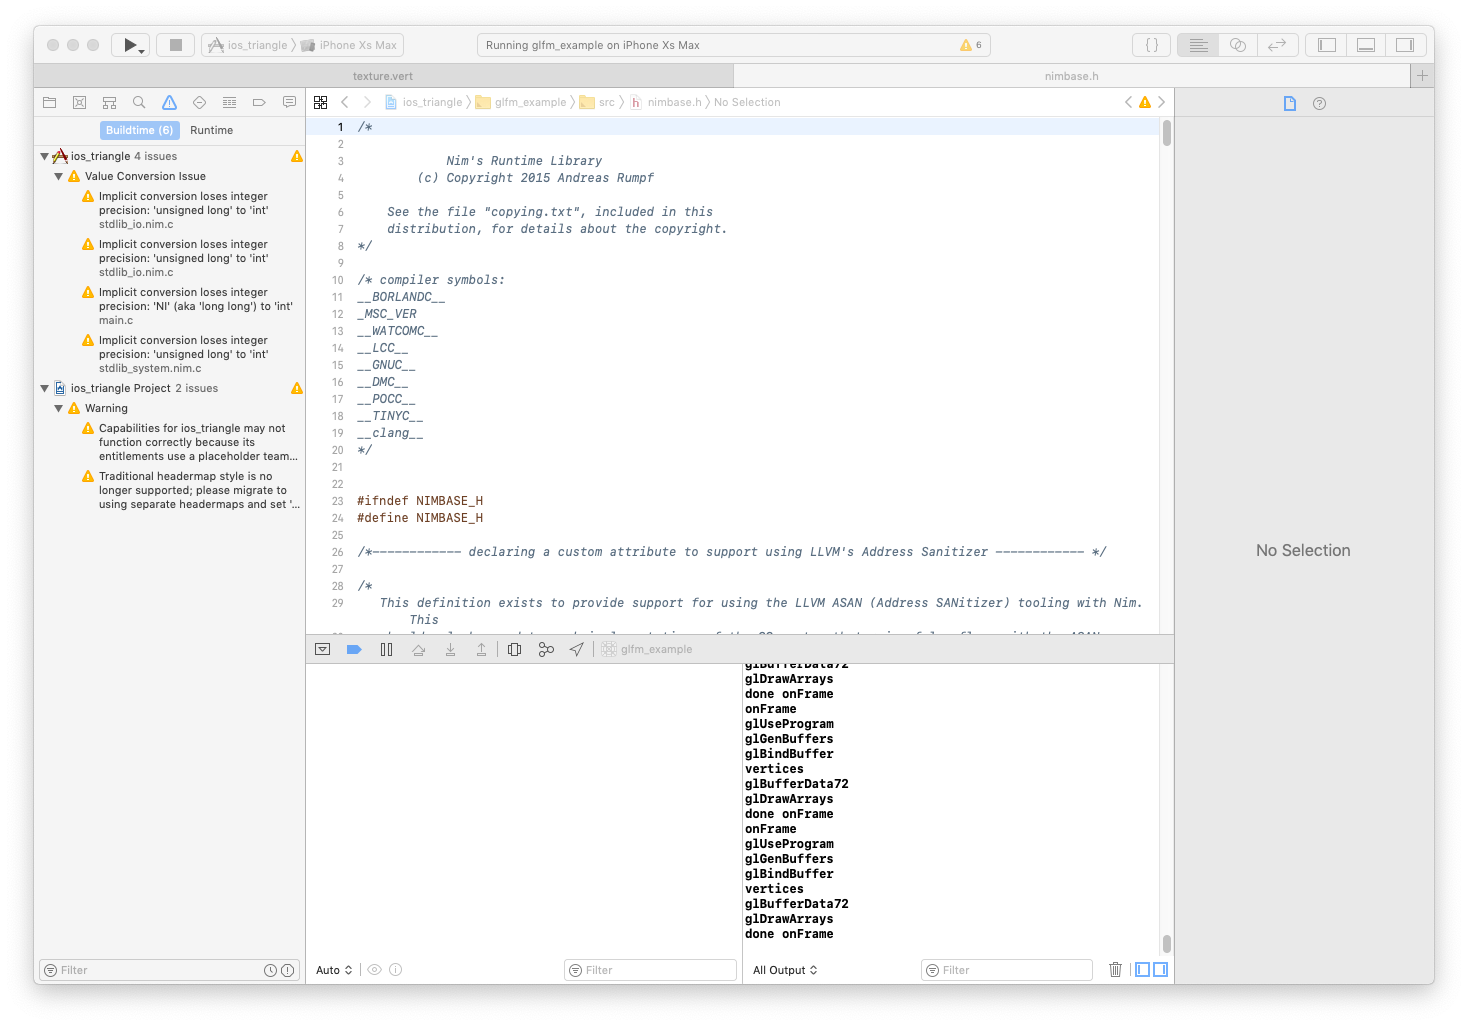 ios_triangle iPhone Xs Max
Running glfm_example on iPhone Xs Max
6
{ }
texture.vert
nimbase.h
ios_triangle glfm_example src h nimbase.h No Selection
Buildtime (6) Runtime
ios_triangle 4 issues
Value Conversion Issue
Implicit conversion loses integer
precision: 'unsigned long' to 'int'
stdlib_io.nim.c
Implicit conversion loses integer
precision: 'unsigned long' to 'int'
stdlib_io.nim.c
Implicit conversion loses integer
precision: 'NI' (aka 'long long') to 'int'
main.c
Implicit conversion loses integer
precision: 'unsigned long' to 'int'
stdlib_system.nim.c
ios_triangle Project 2 issues
Warning
Capabilities for ios_triangle may not
function correctly because its
entitlements use a placeholder team...
Traditional headermap style is no
longer supported; please migrate to
using separate headermaps and set '...
Filter
1 /*
2
3 Nim's Runtime Library
4 (c) Copyright 2015 Andreas Rumpf
5
6 See the file "copying.txt", included in this
7 distribution, for details about the copyright.
8 */
9
10 /* compiler symbols:
11 __BORLANDC__
12 _MSC_VER
13 __WATCOMC__
14 __LCC__
15 __GNUC__
16 __DMC__
17 __POCC__
18 __TINYC__
19 __clang__
20 */
21
22
23 #ifndef NIMBASE_H
24 #define NIMBASE_H
25
26 /*------------ declaring a custom attribute to support using LLVM's Address Sanitizer ------------ */
27
28 /*
29 This definition exists to provide support for using the LLVM ASAN (Address SANitizer) tooling with Nim.
This
glfm_example
glBufferData72
glDrawArrays
done onFrame
onFrame
glUseProgram
glGenBuffers
glBindBuffer
vertices
glBufferData72
glDrawArrays
done onFrame
onFrame
glUseProgram
glGenBuffers
glBindBuffer
vertices
glBufferData72
glDrawArrays
done onFrame
Auto Filter
All Output Filter
No Selection